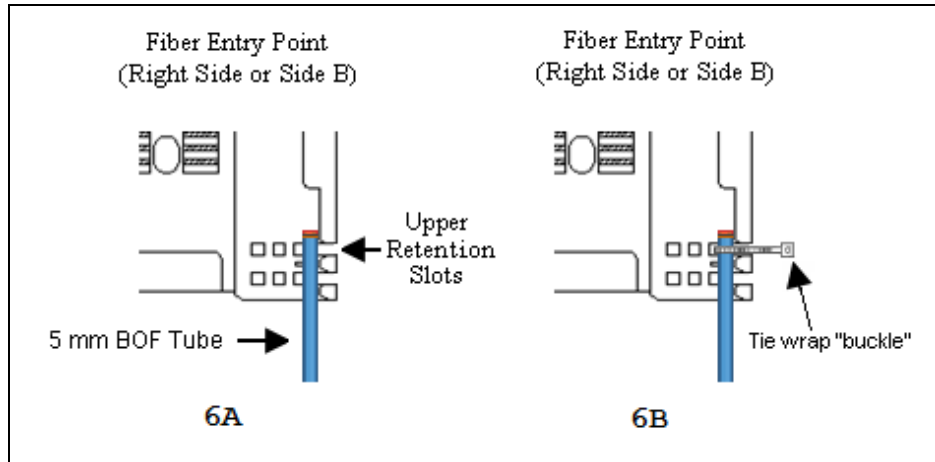 Fiber Entry Point
(Right Side or Side B)
Upper
Retention
Slots
5 mm BOF Tube
6A
Fiber Entry Point
(Right Side or Side B)
Tie wrap "buckle"
6B